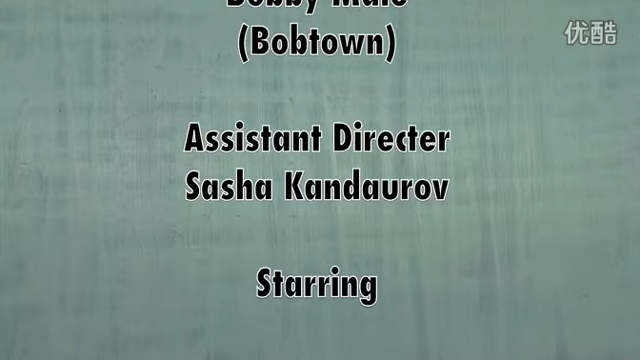 优酷
(Bobtown)
Assistant Directer
Sasha Kandaurov
Starring